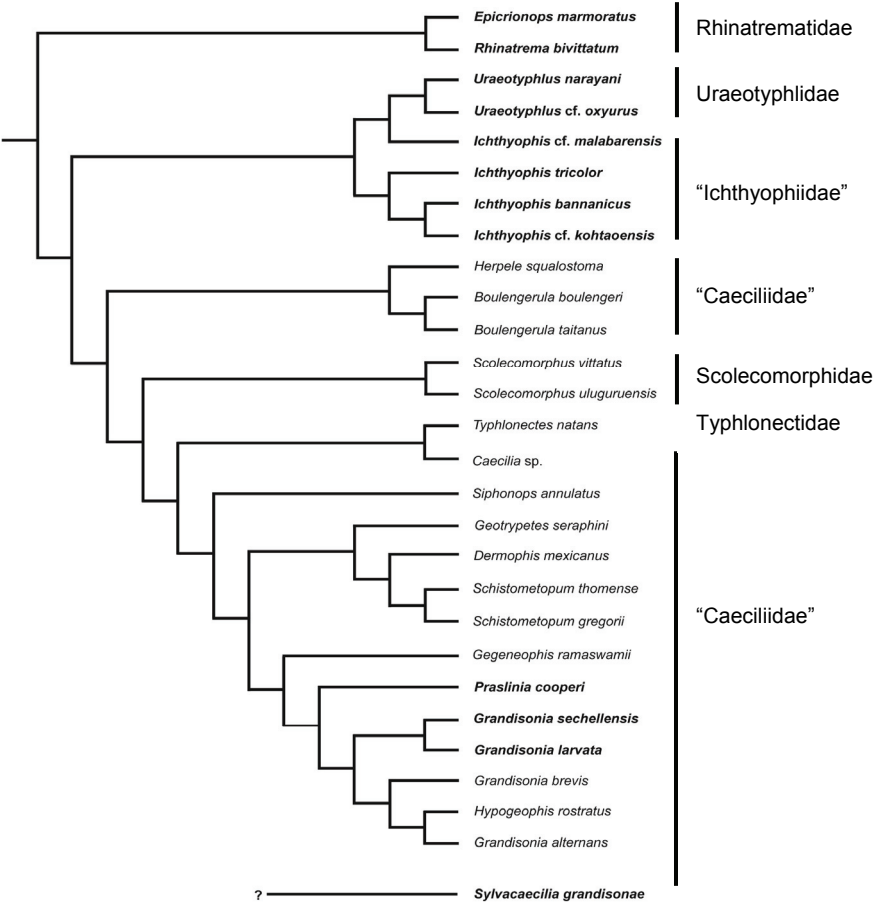 Epicrionops marmoratus
Rhinatrema bivittatum
Rhinatrematidae
Uraeotyphlus narayani
Uraeotyphlus cf. oxyurus
Uraeotyphlidae
Ichthyophis cf. malabarensis
Ichthyophis tricolor
Ichthyophis bannanicus
Ichthyophis cf. kohtaoensis
“Ichthyophiidae”
Herpele squalostoma
Boulengerula boulengeri
Boulengerula taitanus
“Caeciliidae”
Scolecomorphus vittatus
Scolecomorphus uluguruensis
Scolecomorphidae
Typhlonectes natans
Typhlonectidae
Caecilia sp.
Siphonops annulatus
Geotrypetes seraphini
Dermophis mexicanus
Schistometopum thomense
Schistometopum gregorii
Gegeneophis ramaswamii
Praslinia cooperi
Grandisonia sechellensis
Grandisonia larvata
Grandisonia brevis
Hypogeophis rostratus
Grandisonia alternans
“Caeciliidae”
? Sylvacaecilia grandisonae